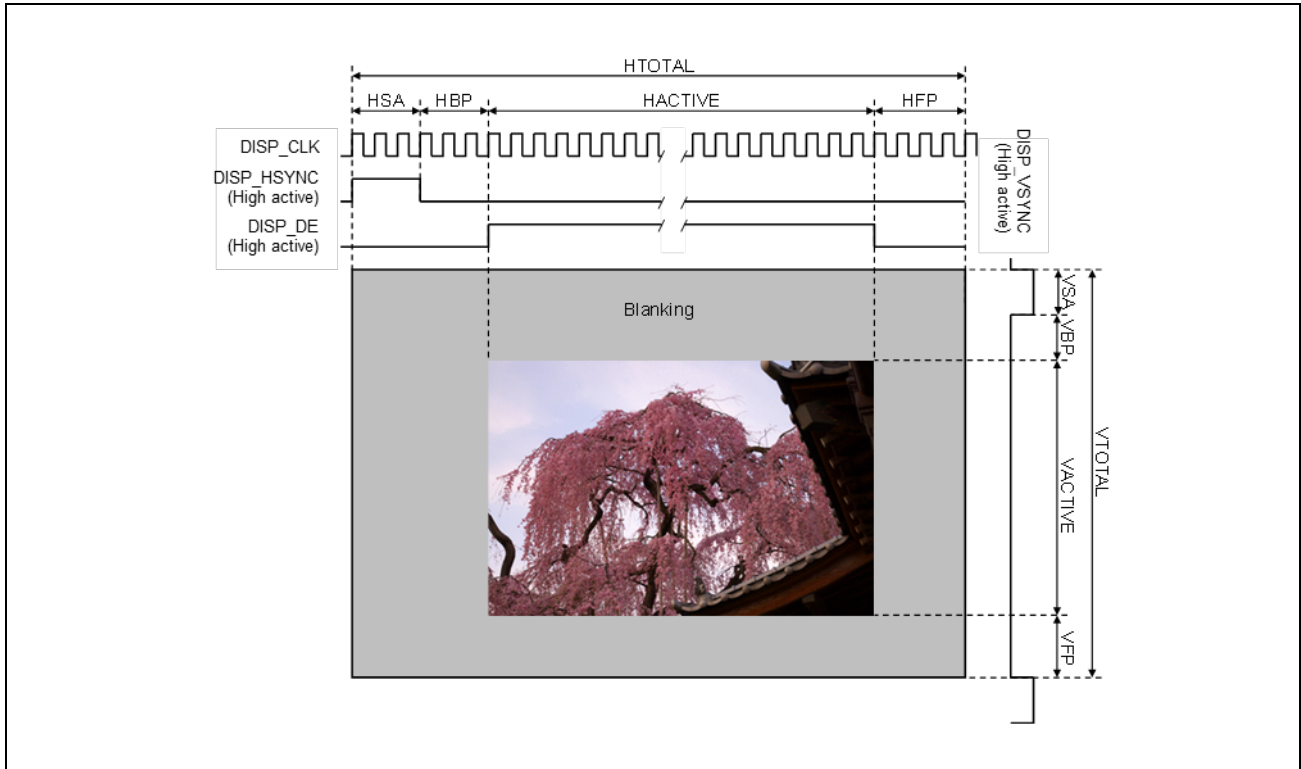 HTOTAL
HSA HBP HACTIVE HFP
DISP_CLK
DISP_HSYNC
(High active)
DISP_DE
(High active)
DISP_VSYNC
(High active)
Blanking
VSA
VBP
VACTIVE
VTOTAL
VFP